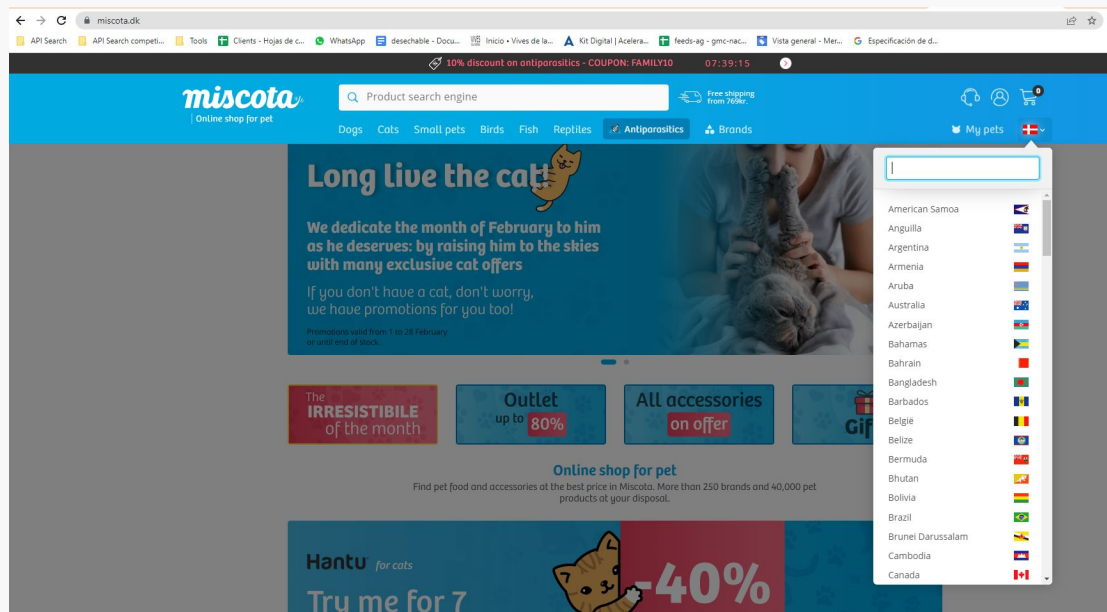 miscota.dk
API Search
API Search competi...
Tools
Clients - Hojas de c...
WhatsApp
desechable - Docu...
Inicio • Vives de la...
Kit Digital | Acelera...
feeds-ag - gmc-nac...
Vista general - Mer...
Especificación de d...
10% discount on antiparasitics - COUPON: FAMILY10 07:39:15
miscota
Online shop for pet
Product search engine
Free shipping
from 769kr.
0
Dogs Cats Small pets Birds Fish Reptiles Antiparasitics Brands
My pets
Long live the cat!
We dedicate the month of February to him
as he deserves: by raising him to the skies
with many exclusive cat offers
If you don't have a cat, don't worry,
we have promotions for you too!
Promotions valid from 1 to 28 February
or until end of stock.
The
IRRESISTIBLE
of the month
Outlet
up to 80%
All accessories
on offer
Gif
Online shop for pet
Find pet food and accessories at the best price in Miscota. More than 250 brands and 40,000 pet
products at your disposal.
Hantu for cats
Try me for 7
-40%
American Samoa
Anguilla
Argentina
Armenia
Aruba
Australia
Azerbaijan
Bahamas
Bahrain
Bangladesh
Barbados
België
Belize
Bermuda
Bhutan
Bolivia
Brazil
Brunei Darussalam
Cambodia
Canada